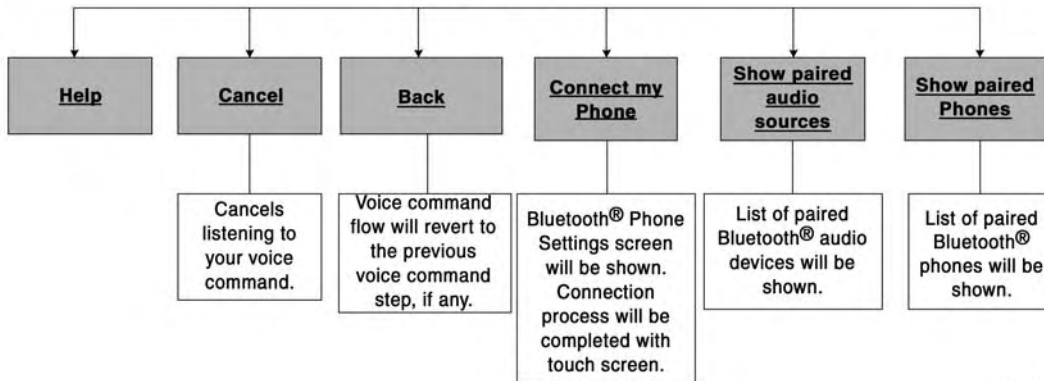 Help
Cancel
Back
Connect my
Phone
Show paired
audio
sources
Show paired
Phones
Cancels
listening to
your voice
command.
Voice command
flow will revert to
the previous
voice command
step, if any.
Bluetooth® Phone
Settings screen
will be shown.
Connection
process will be
completed with
touch screen.
List of paired
Bluetooth® audio
devices will be
shown.
List of paired
Bluetooth®
phones will be
shown.